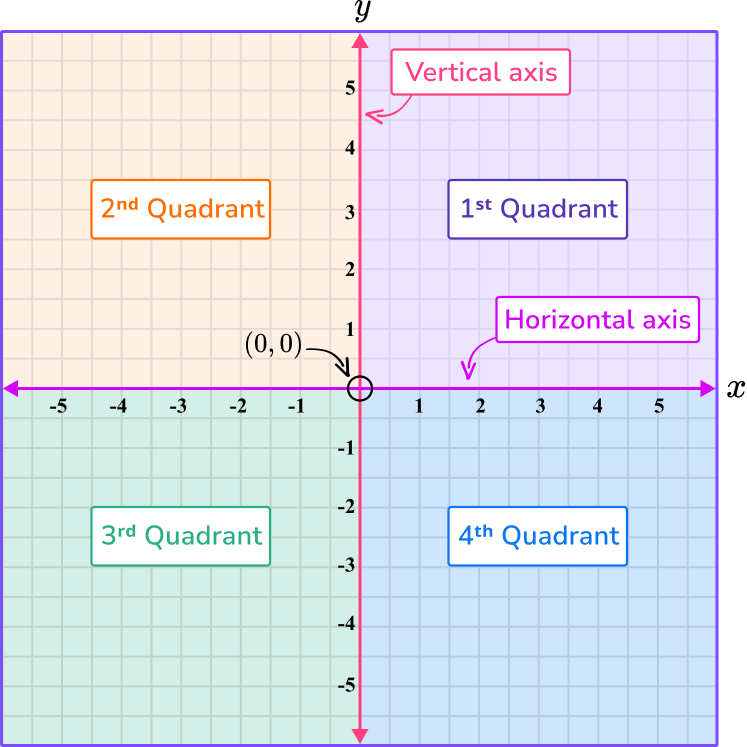 y
Vertical axis
5
4
2nd Quadrant
3
1st Quadrant
2
1
Horizontal axis
(0, 0)
x
-5 -4 -3 -2 -1 1 2 3 4 5
-1
-2
3rd Quadrant
4th Quadrant
-3
-4
-5